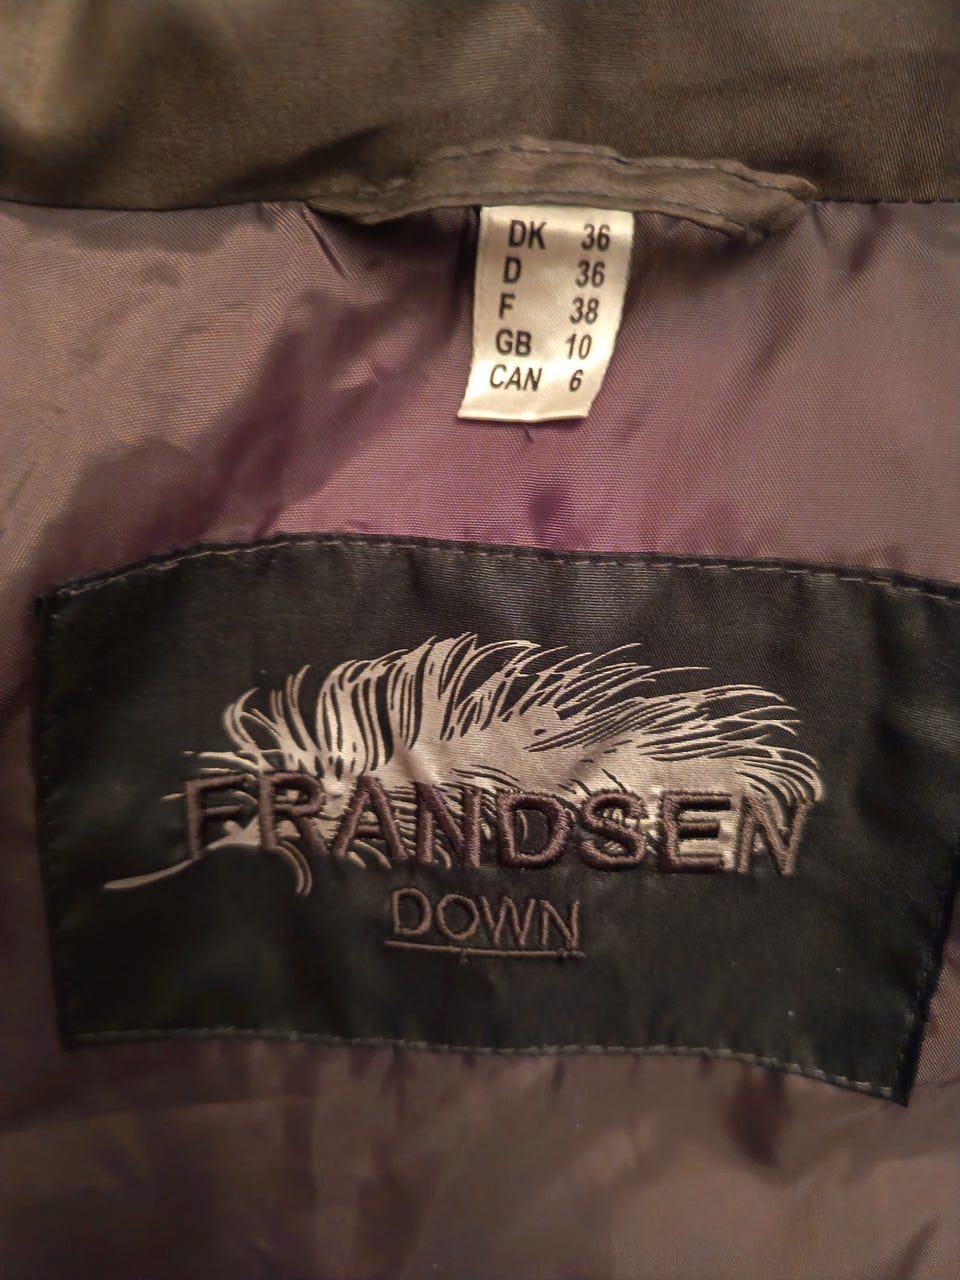 DK 36
D 36
F 38
GB 10
CAN 6
FRANDSEN
DOWN